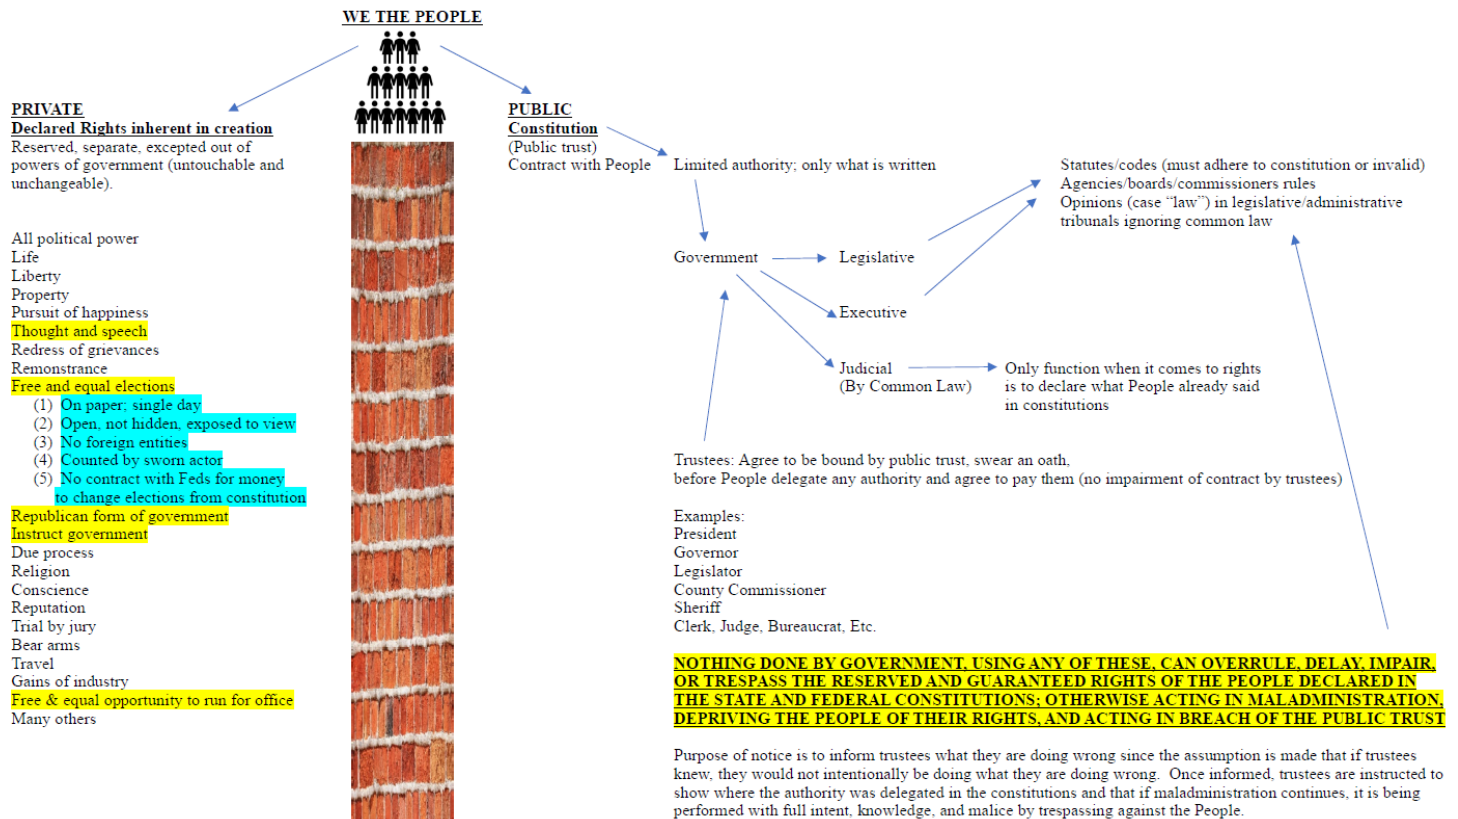 WE THE PEOPLE
PRIVATE
Declared Rights inherent in creation
Reserved, separate, excepted out of
powers of government (untouchable and
unchangeable).
All political power
Life
Liberty
Property
Pursuit of happiness
Thought and speech
Redress of grievances
Remonstrance
Free and equal elections
(1) On paper; single day
(2) Open, not hidden, exposed to view
(3) No foreign entities
(4) Counted by sworn actor
(5) No contract with Feds for money
to change elections from constitution
Republican form of government
Instruct government
Due process
Religion
Conscience
Reputation
Trial by jury
Bear arms
Travel
Gains of industry
Free & equal opportunity to run for office
Many others
PUBLIC
Constitution
(Public trust)
Contract with People
Limited authority; only what is written
Statutes/codes (must adhere to constitution or invalid)
Agencies/boards/commissioners rules
Opinions (case “law”) in legislative/administrative
tribunals ignoring common law
Government
Legislative
Executive
Judicial
(By Common Law)
Only function when it comes to rights
is to declare what People already said
in constitutions
Trustees: Agree to be bound by public trust, swear an oath,
before People delegate any authority and agree to pay them (no impairment of contract by trustees)
Examples:
President
Governor
Legislator
County Commissioner
Sheriff
Clerk, Judge, Bureaucrat, Etc.
NOTHING DONE BY GOVERNMENT, USING ANY OF THESE, CAN OVERRULE, DELAY, IMPAIR,
OR TRESPASS THE RESERVED AND GUARANTEED RIGHTS OF THE PEOPLE DECLARED IN
THE STATE AND FEDERAL CONSTITUTIONS; OTHERWISE ACTING IN MALADMINISTRATION,
DEPRIVING THE PEOPLE OF THEIR RIGHTS, AND ACTING IN BREACH OF THE PUBLIC TRUST
Purpose of notice is to inform trustees what they are doing wrong since the assumption is made that if trustees
knew, they would not intentionally be doing what they are doing wrong.  Once informed, trustees are instructed to
show where the authority was delegated in the constitutions and that if maladministration continues, it is being
performed with full intent, knowledge, and malice by trespassing against the People.